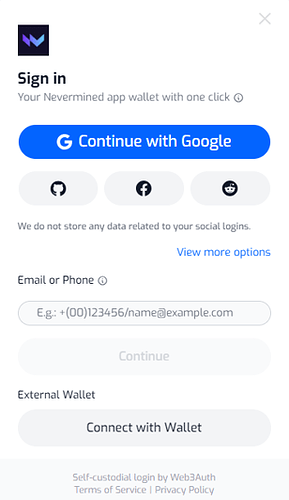 Sign in
Your Nevermined app wallet with one click
Continue with Google
We do not store any data related to your social logins.
View more options
Email or Phone
E.g.: +(00)123456/name@example.com
Continue
External Wallet
Connect with Wallet
Self-custodial login by Web3Auth
Terms of Service | Privacy Policy